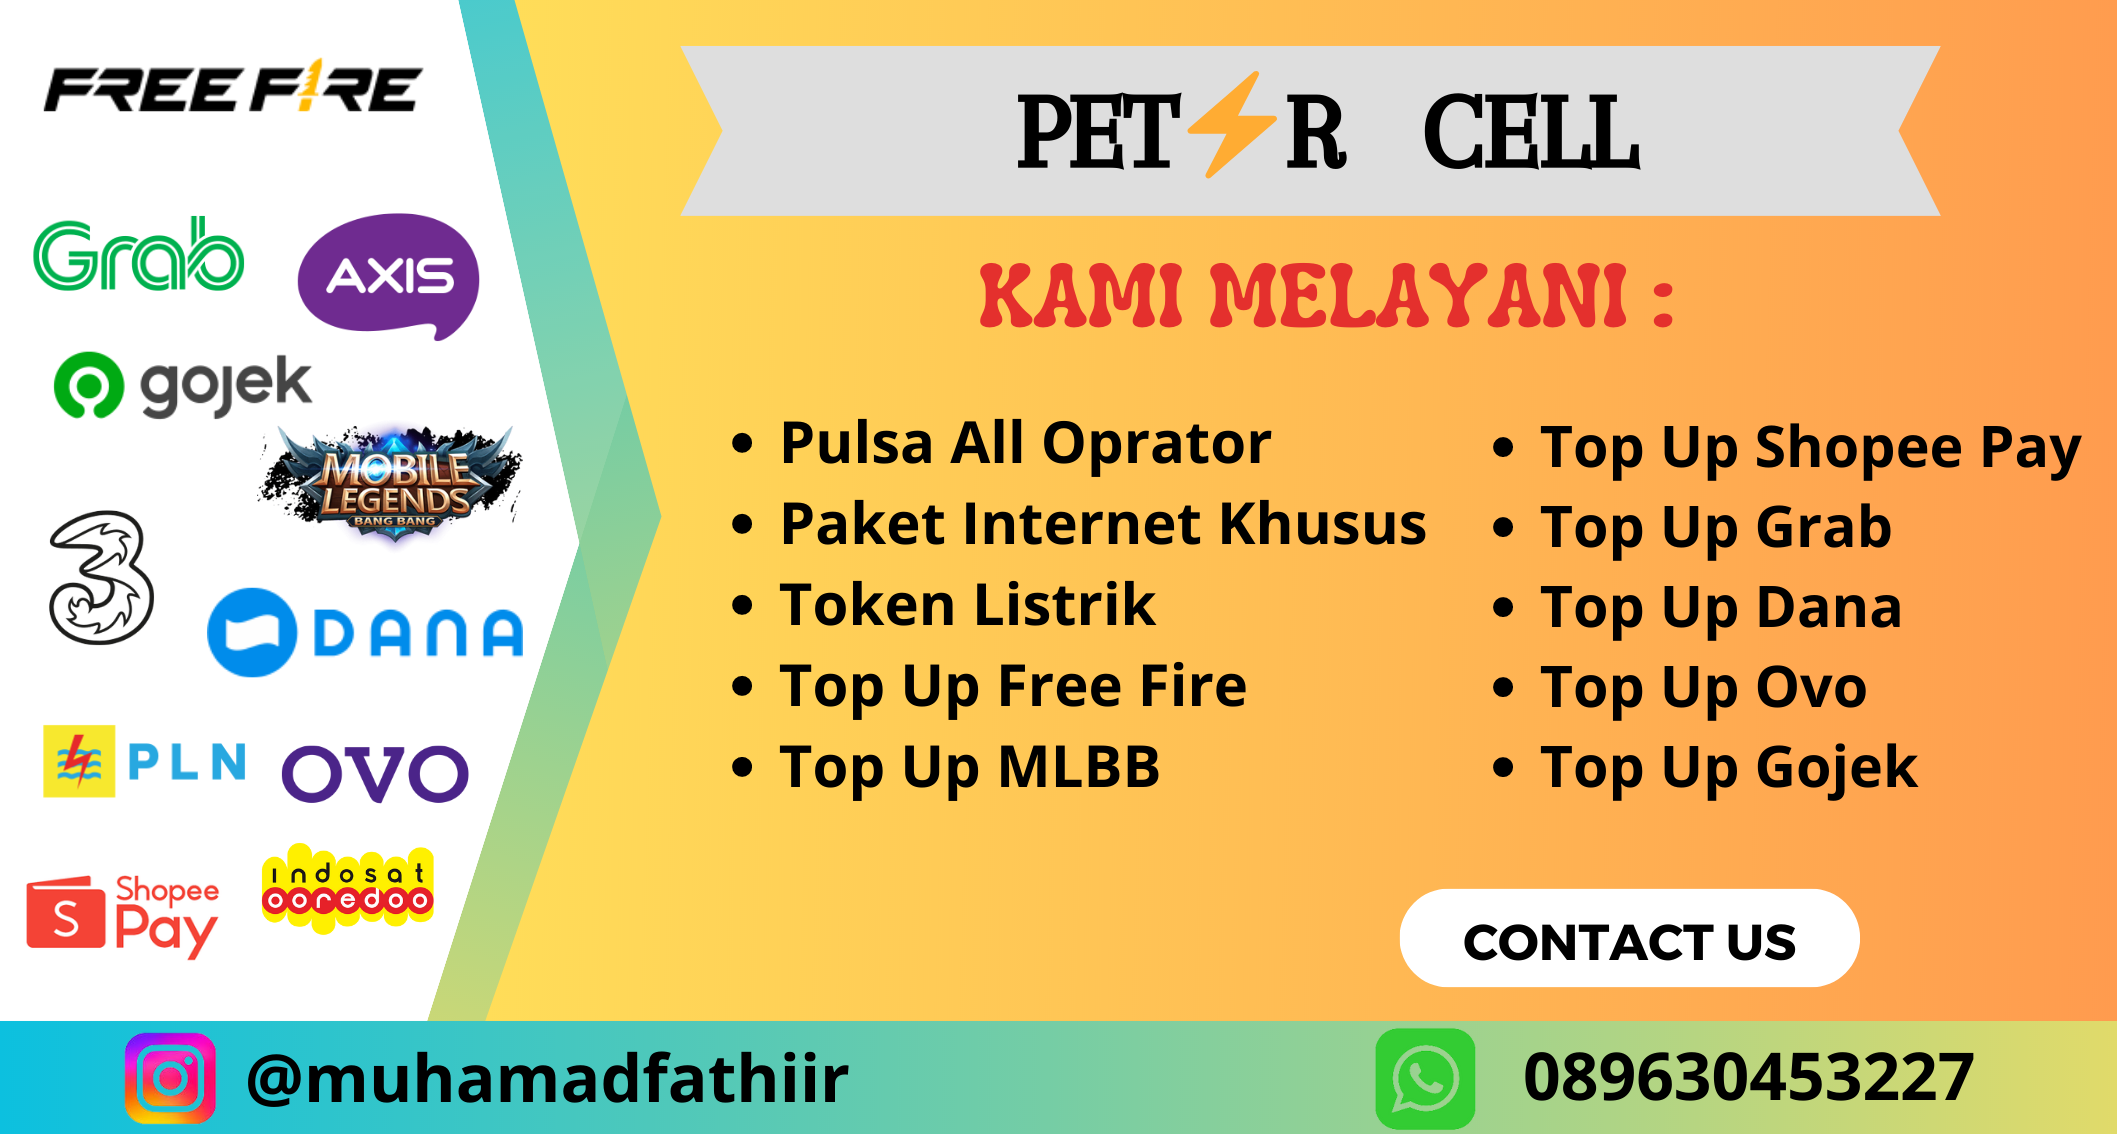 FREE FIRE
Grab
AXIS
gojek
MOBILE
LEGENDS
BANG BANG
3
DANA
PLN
OVO
S Shopee
Pay
indosat
ooredoo
PET⚡R CELL
KAMI MELAYANI :
• Pulsa All Oprator
• Paket Internet Khusus
• Token Listrik
• Top Up Free Fire
• Top Up MLBB
• Top Up Shopee Pay
• Top Up Grab
• Top Up Dana
• Top Up Ovo
• Top Up Gojek
CONTACT US
@muhamadfathiir
089630453227